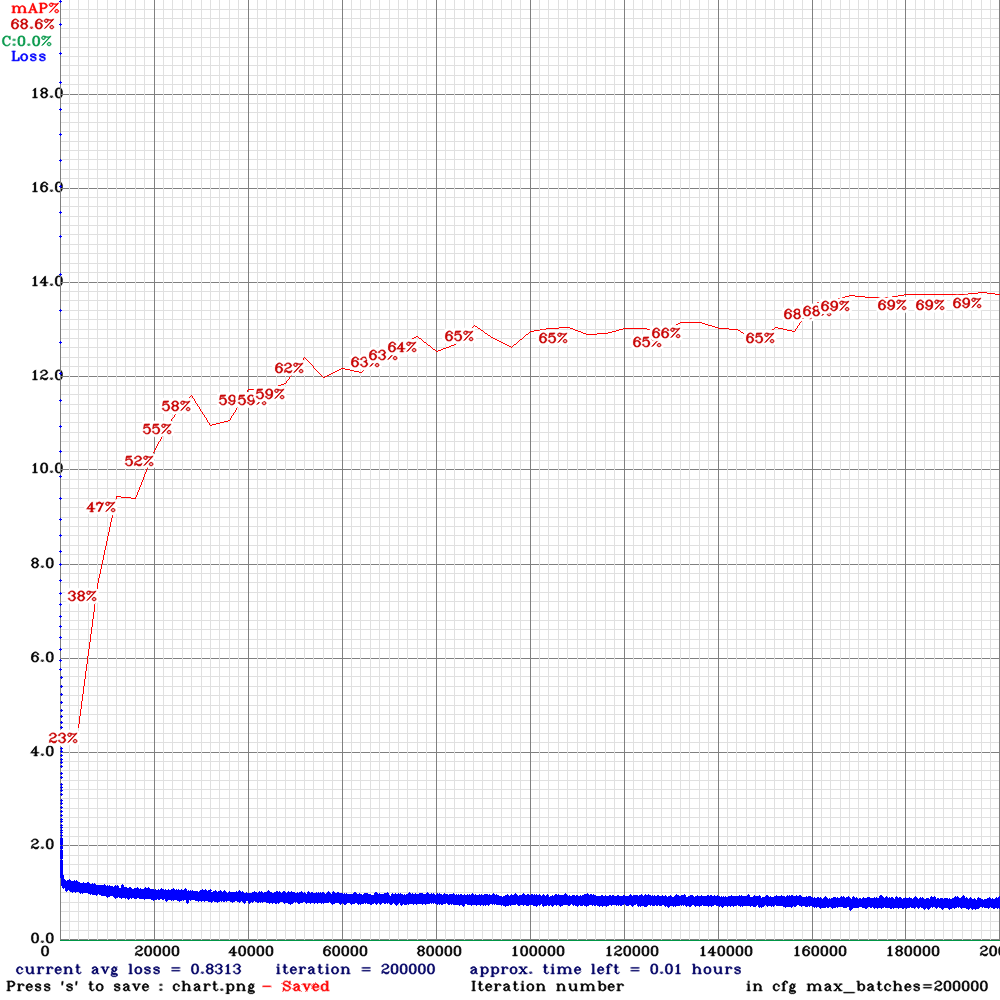 mAP%
68.6%
C:0.0%
Loss
18.0
16.0
14.0
69% 69% 69% 69%
68% 68%
65% 65% 65% 66% 65%
64%
63% 63%
62%
12.0
59% 59% 59%
58%
55%
52%
10.0
47%
8.0
38%
6.0
23%
4.0
2.0
0.0
0 20000 40000 60000 80000 100000 120000 140000 160000 180000
current avg loss = 0.8313 iteration = 200000 approx. time left = 0.01 hours
Press 's' to save : chart.png - Saved Iteration number in cfg max_batches=200000